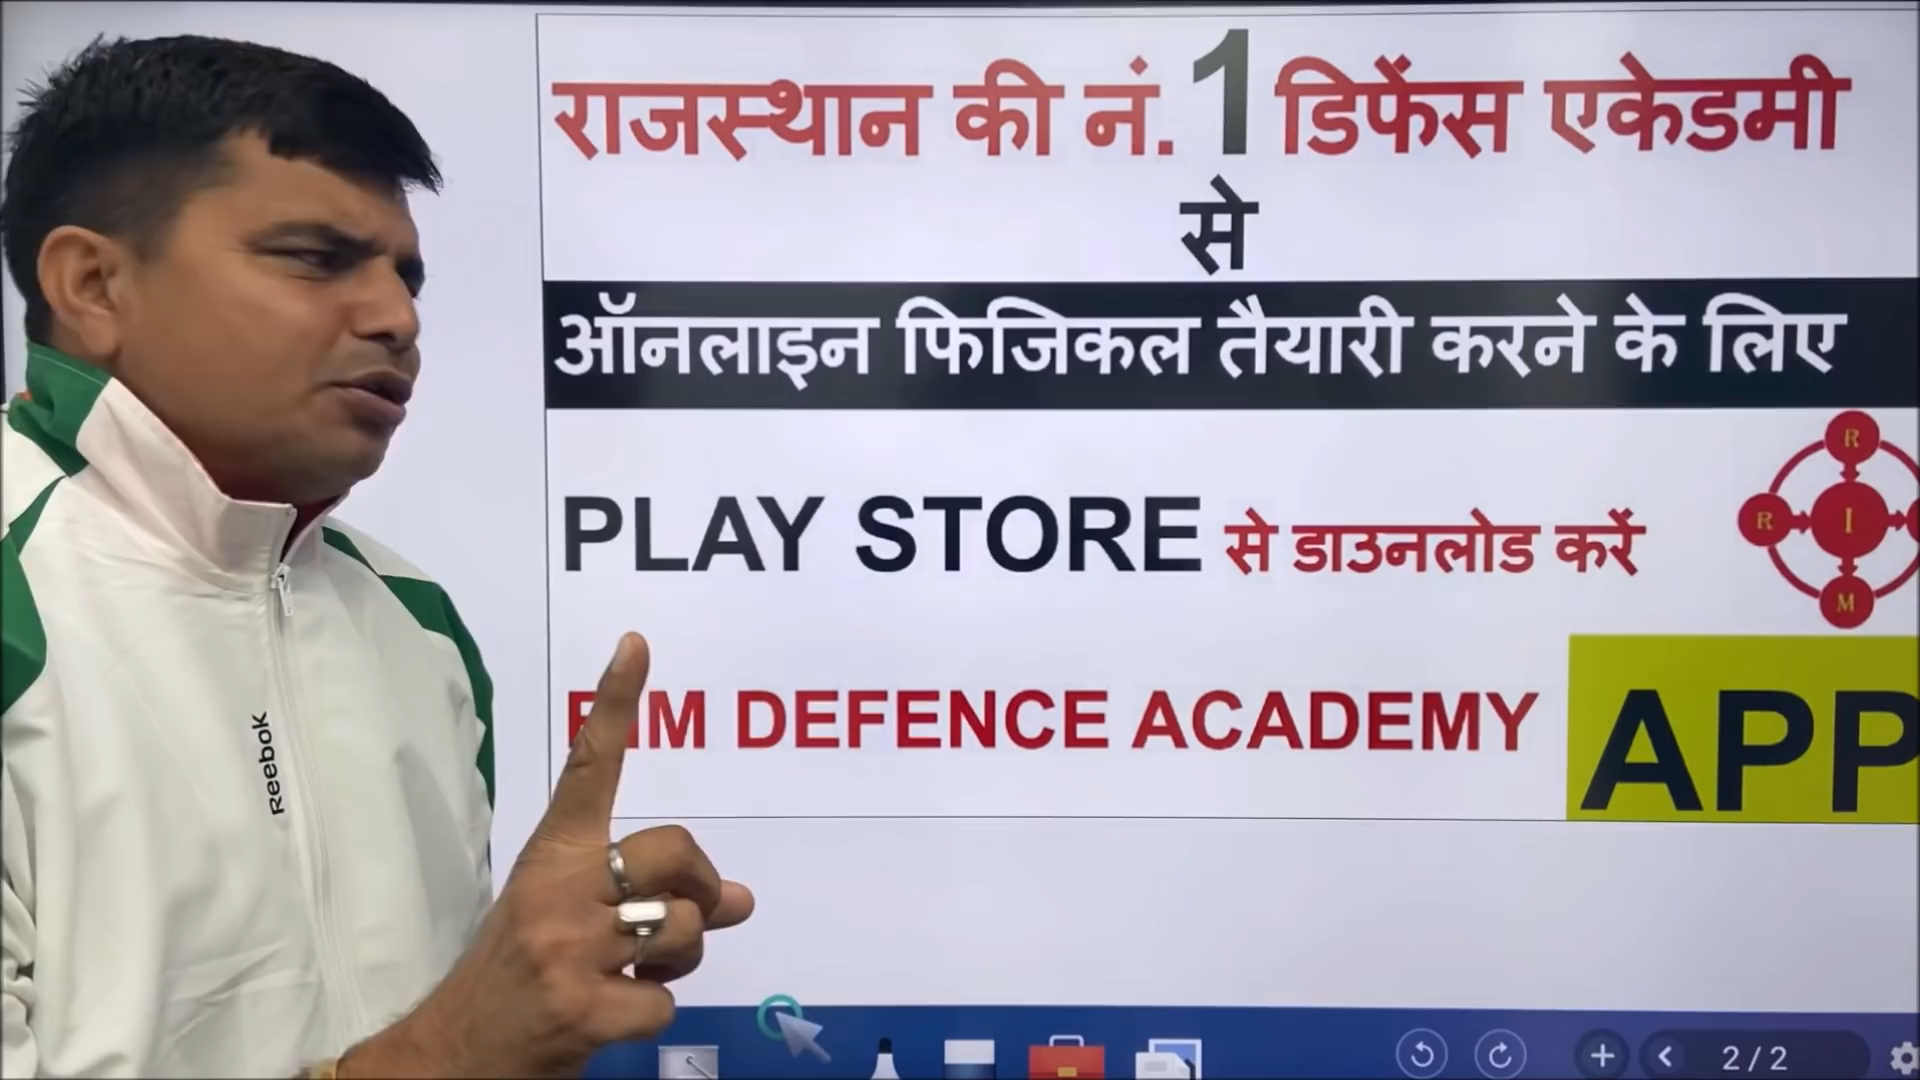 राजस्थान की नं. 1 डिफेंस एकेडमी
से
ऑनलाइन फिजिकल तैयारी करने के लिए
PLAY STORE से डाउनलोड करें
R
R I
M
DEFENCE ACADEMY APP
Reebok
2/2